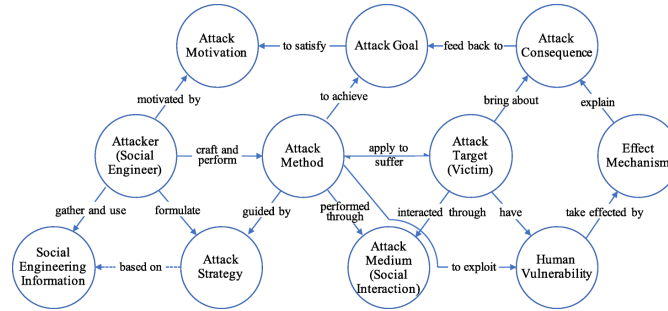 Attack
Motivation
to satisfy
Attack Goal
feed back to
Attack
Consequence
motivated by
to achieve
bring about
explain
Attacker
(Social
Engineer)
craft and
perform
Attack
Method
apply to
suffer
Attack
Target
(Victim)
Effect
Mechanism
gather and use
formulate
guided by
performed
through
interacted through
have
take effected by
Social
Engineering
Information
based on
Attack
Strategy
Attack
Medium
(Social
Interaction)
to exploit
Human
Vulnerability